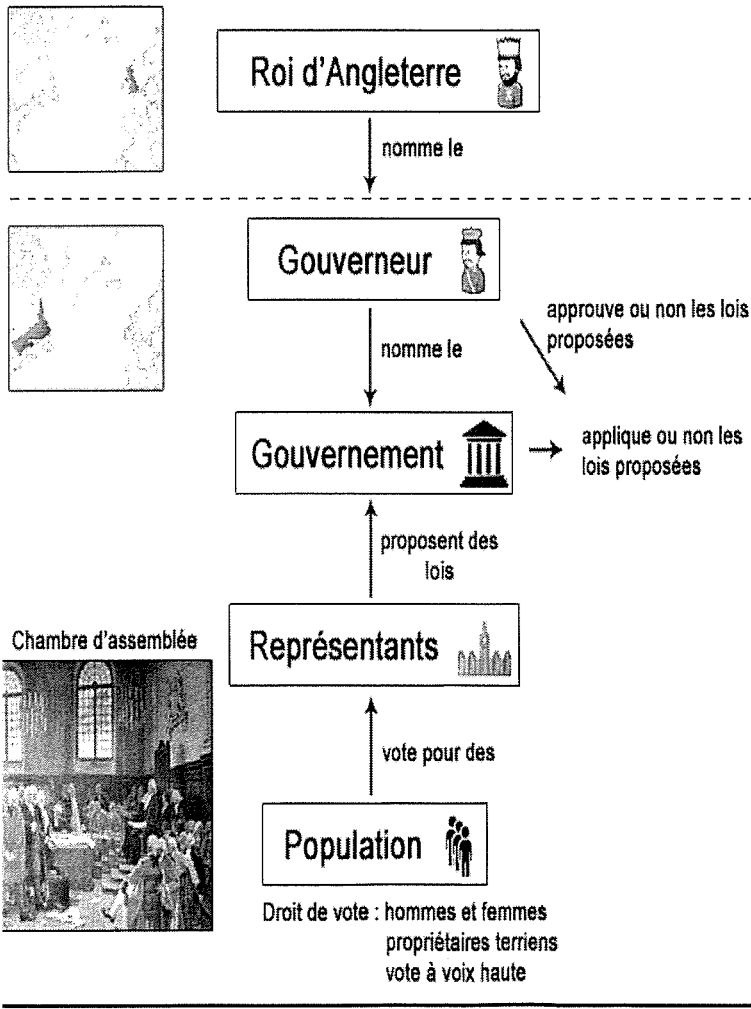 Roi d'Angleterre
nomme le
Gouverneur
approuve ou non les lois
proposées
nomme le
Gouvernement
applique ou non les
lois proposées
proposent des
lois
Chambre d'assemblée
Représentants
vote pour des
Population
Droit de vote : hommes et femmes
propriétaires terriens
vote à voix haute